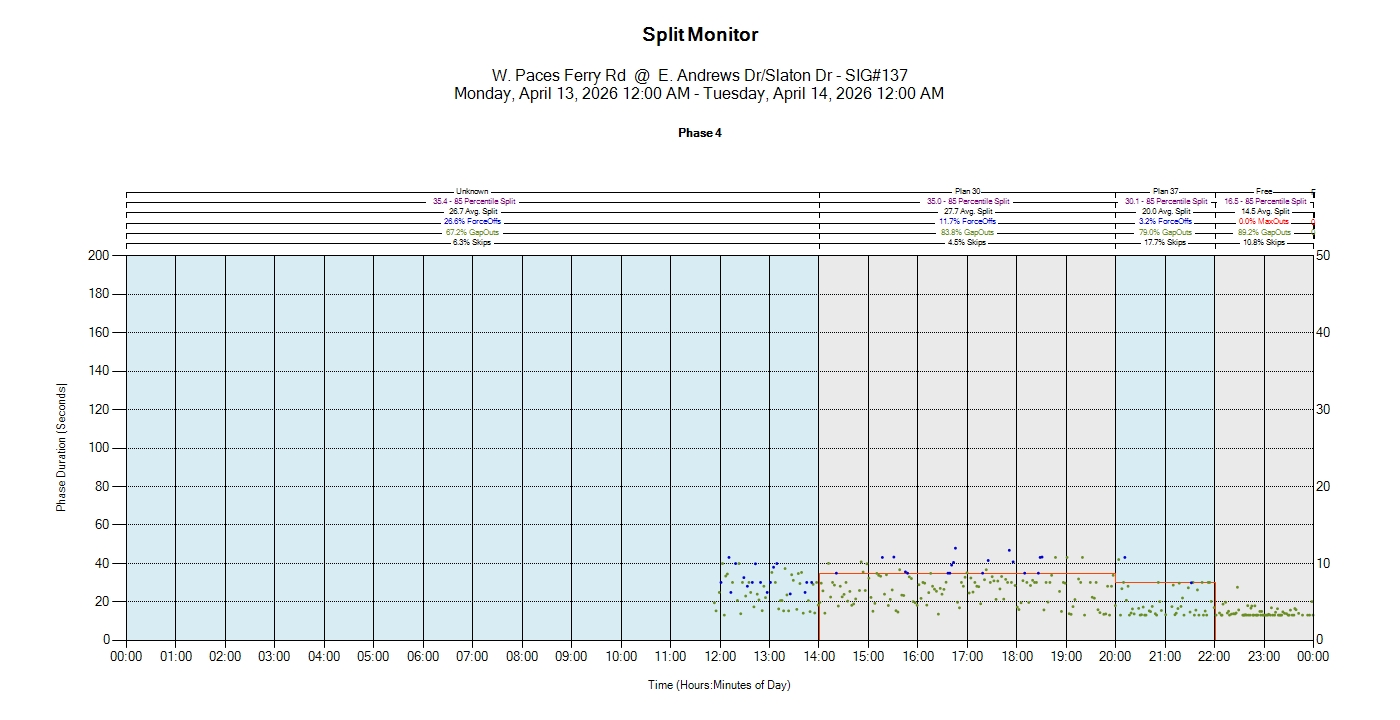 Split Monitor
W. Paces Ferry Rd @ E. Andrews Dr/Slaton Dr - SIG#137
Monday, April 13, 2026 12:00 AM - Tuesday, April 14, 2026 12:00 AM
Phase 4
Unknown Plan 30 Plan 37 Free
35.4 - 85 Percentile Split 35.0 - 85 Percentile Split 30.1 - 85 Percentile Split 16.5 - 85 Percentile Split
26.7 Avg. Split 27.7 Avg. Split 20.0 Avg. Split 14.5 Avg. Split
26.6% ForceOffs 11.7% ForceOffs 3.2% ForceOffs 0.0% MaxOuts
67.2% GapOuts 83.8% GapOuts 79.0% GapOuts 89.2% GapOuts
6.3% Skips 4.5% Skips 17.7% Skips 10.8% Skips
200 50
180
160 40
140
120 30
100
80 20
60
40 10
20
0 0
Phase Duration (Seconds)
00:00 01:00 02:00 03:00 04:00 05:00 06:00 07:00 08:00 09:00 10:00 11:00 12:00 13:00 14:00 15:00 16:00 17:00 18:00 19:00 20:00 21:00 22:00 23:00 00:00
Time (Hours:Minutes of Day)